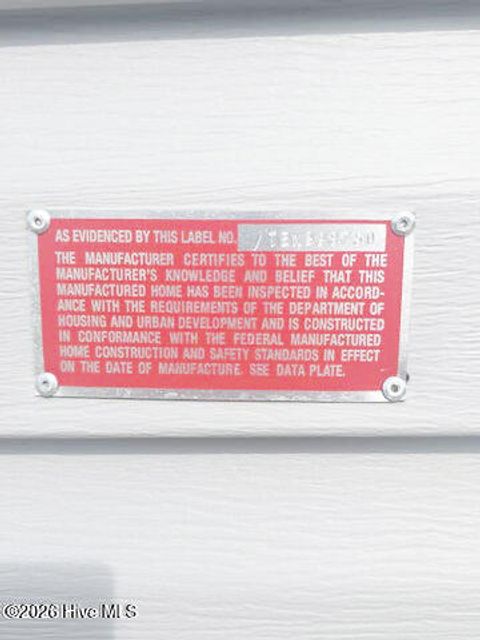 AS EVIDENCED BY THIS LABEL NO.
THE MANUFACTURER CERTIFIES TO THE BEST OF THE
MANUFACTURER'S KNOWLEDGE AND BELIEF THAT THIS
MANUFACTURED HOME HAS BEEN INSPECTED IN ACCORD-
ANCE WITH THE REQUIREMENTS OF THE DEPARTMENT OF
HOUSING AND URBAN DEVELOPMENT AND IS CONSTRUCTED
IN CONFORMANCE WITH THE FEDERAL MANUFACTURED
HOME CONSTRUCTION AND SAFETY STANDARDS IN EFFECT
ON THE DATE OF MANUFACTURE. SEE DATA PLATE.
©2026 Hive MLS